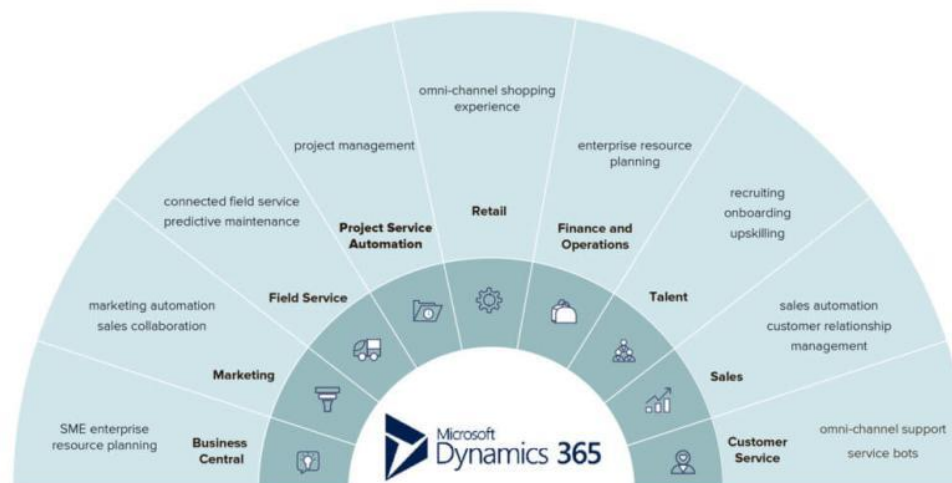 omni-channel shopping
experience
project management
enterprise resource
planning
connected field service
predictive maintenance
recruiting
onboarding
upskilling
Retail
Project Service
Automation
Finance and
Operations
marketing automation
sales collaboration
Field Service
Talent
sales automation
customer relationship
management
Marketing
Sales
SME enterprise
resource planning
Business
Central
Microsoft
Dynamics 365
Customer
Service
omni-channel support
service bots